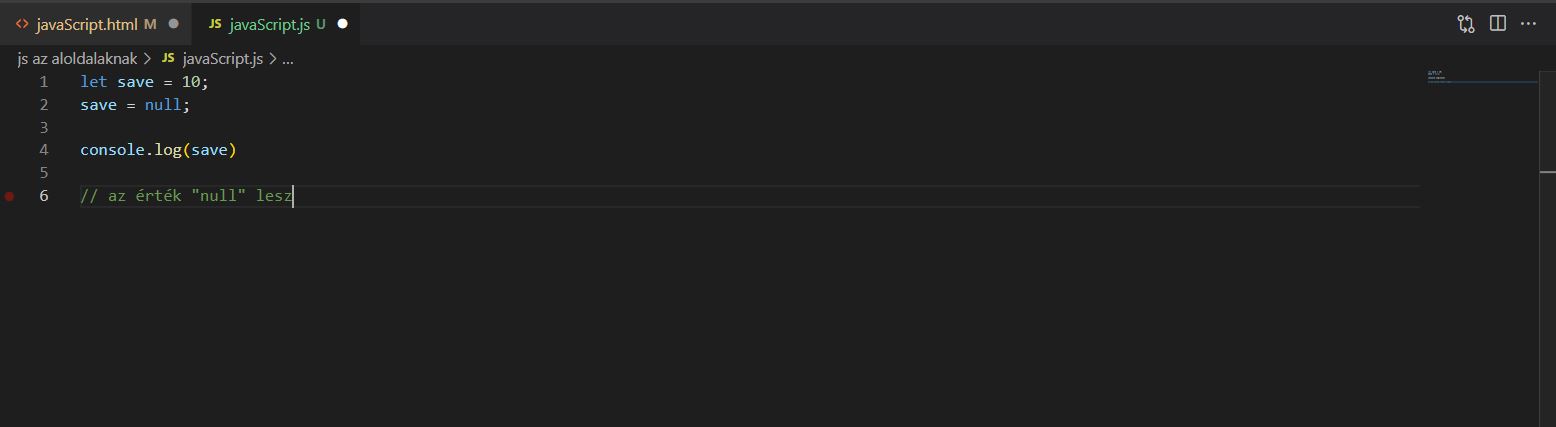 javaScript.html M JS javaScript.js U
js az aloldalaknak > JS javaScript.js > ...
1 let save = 10;
2 save = null;
3
4 console.log(save)
5
6 // az érték "null" lesz